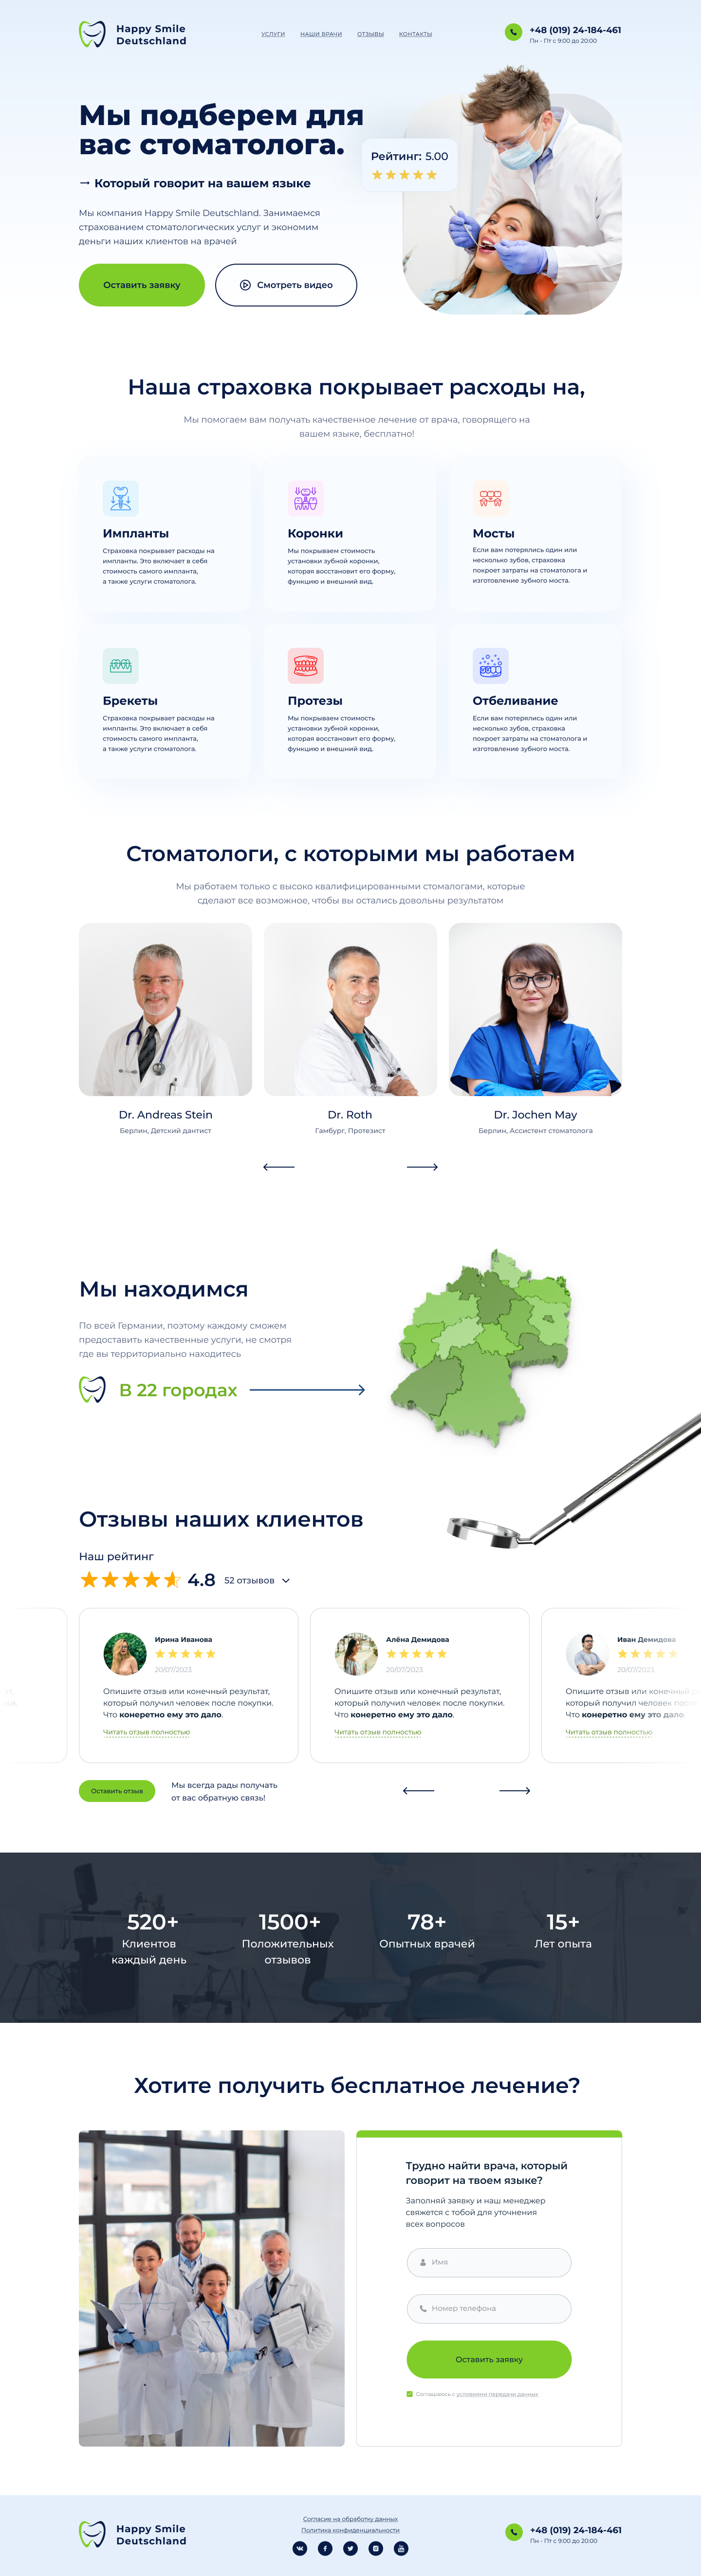 Happy Smile
Deutschland
УСЛУГИ
НАШИ ВРАЧИ
ОТЗЫВЫ
КОНТАКТЫ
+48 (019) 24-184-461
Пн - Пт с 9:00 до 20:00
Мы подберем для
вас стоматолога.
Который говорит на вашем языке
Мы компания Happy Smile Deutschland. Занимаемся
страхованием стоматологических услуг и экономим
деньги наших клиентов на врачей
Оставить заявку
Смотреть видео
Рейтинг: 5.00
Наша страховка покрывает расходы на,
Мы помогаем вам получать качественное лечение от врача, говорящего на
вашем языке, бесплатно!
Импланты
Страховка покрывает расходы на
импланты. Это включает в себя
стоимость самого импланта,
а также услуги стоматолога.
Коронки
Мы покрываем стоимость
установки зубной коронки,
которая восстановит его форму,
функцию и внешний вид.
Мосты
Если вам потерялись один или
несколько зубов, страховка
покроет затраты на стоматолога и
изготовление зубного моста.
Брекеты
Страховка покрывает расходы на
импланты. Это включает в себя
стоимость самого импланта,
а также услуги стоматолога.
Протезы
Мы покрываем стоимость
установки зубной коронки,
которая восстановит его форму,
функцию и внешний вид.
Отбеливание
Если вам потерялись один или
несколько зубов, страховка
покроет затраты на стоматолога и
изготовление зубного моста.
Стоматологи, с которыми мы работаем
Мы работаем только с высоко квалифицированными стомалогами, которые
сделают все возможное, чтобы вы остались довольны результатом
Dr. Andreas Stein
Берлин, Детский дантист
Dr. Roth
Гамбург, Протезист
Dr. Jochen May
Берлин, Ассистент стоматолога
Мы находимся
По всей Германии, поэтому каждому сможем
предоставить качественные услуги, не смотря
где вы территориально находитесь
В 22 городах
Отзывы наших клиентов
Наш рейтинг
4.8
52 отзывов
Ирина Иванова
20/07/2023
Опишите отзыв или конечный результат,
который получил человек после покупки.
Что конеретно ему это дало.
Читать отзыв полностью
Алёна Демидова
20/07/2023
Опишите отзыв или конечный результат,
который получил человек после покупки.
Что конеретно ему это дало.
Читать отзыв полностью
Иван Демидова
20/07/2023
Опишите отзыв или конечный
который получил человек
Что конеретно ему это дало
Читать отзыв полностью
Оставить отзыв
Мы всегда рады получать
от вас обратную связь!
520+
Клиентов
каждый день
1500+
Положительных
отзывов
78+
Опытных врачей
15+
Лет опыта
Хотите получить бесплатное лечение?
Трудно найти врача, который
говорит на твоем языке?
Заполняй заявку и наш менеджер
свяжется с тобой для уточнения
всех вопросов
Имя
Номер телефона
Оставить заявку
Соглашаюсь с условиями передачи данных
Happy Smile
Deutschland
Согласие на обработку данных
Политика конфиденциальности
+48 (019) 24-184-461
Пн - Пт с 9:00 до 20:00